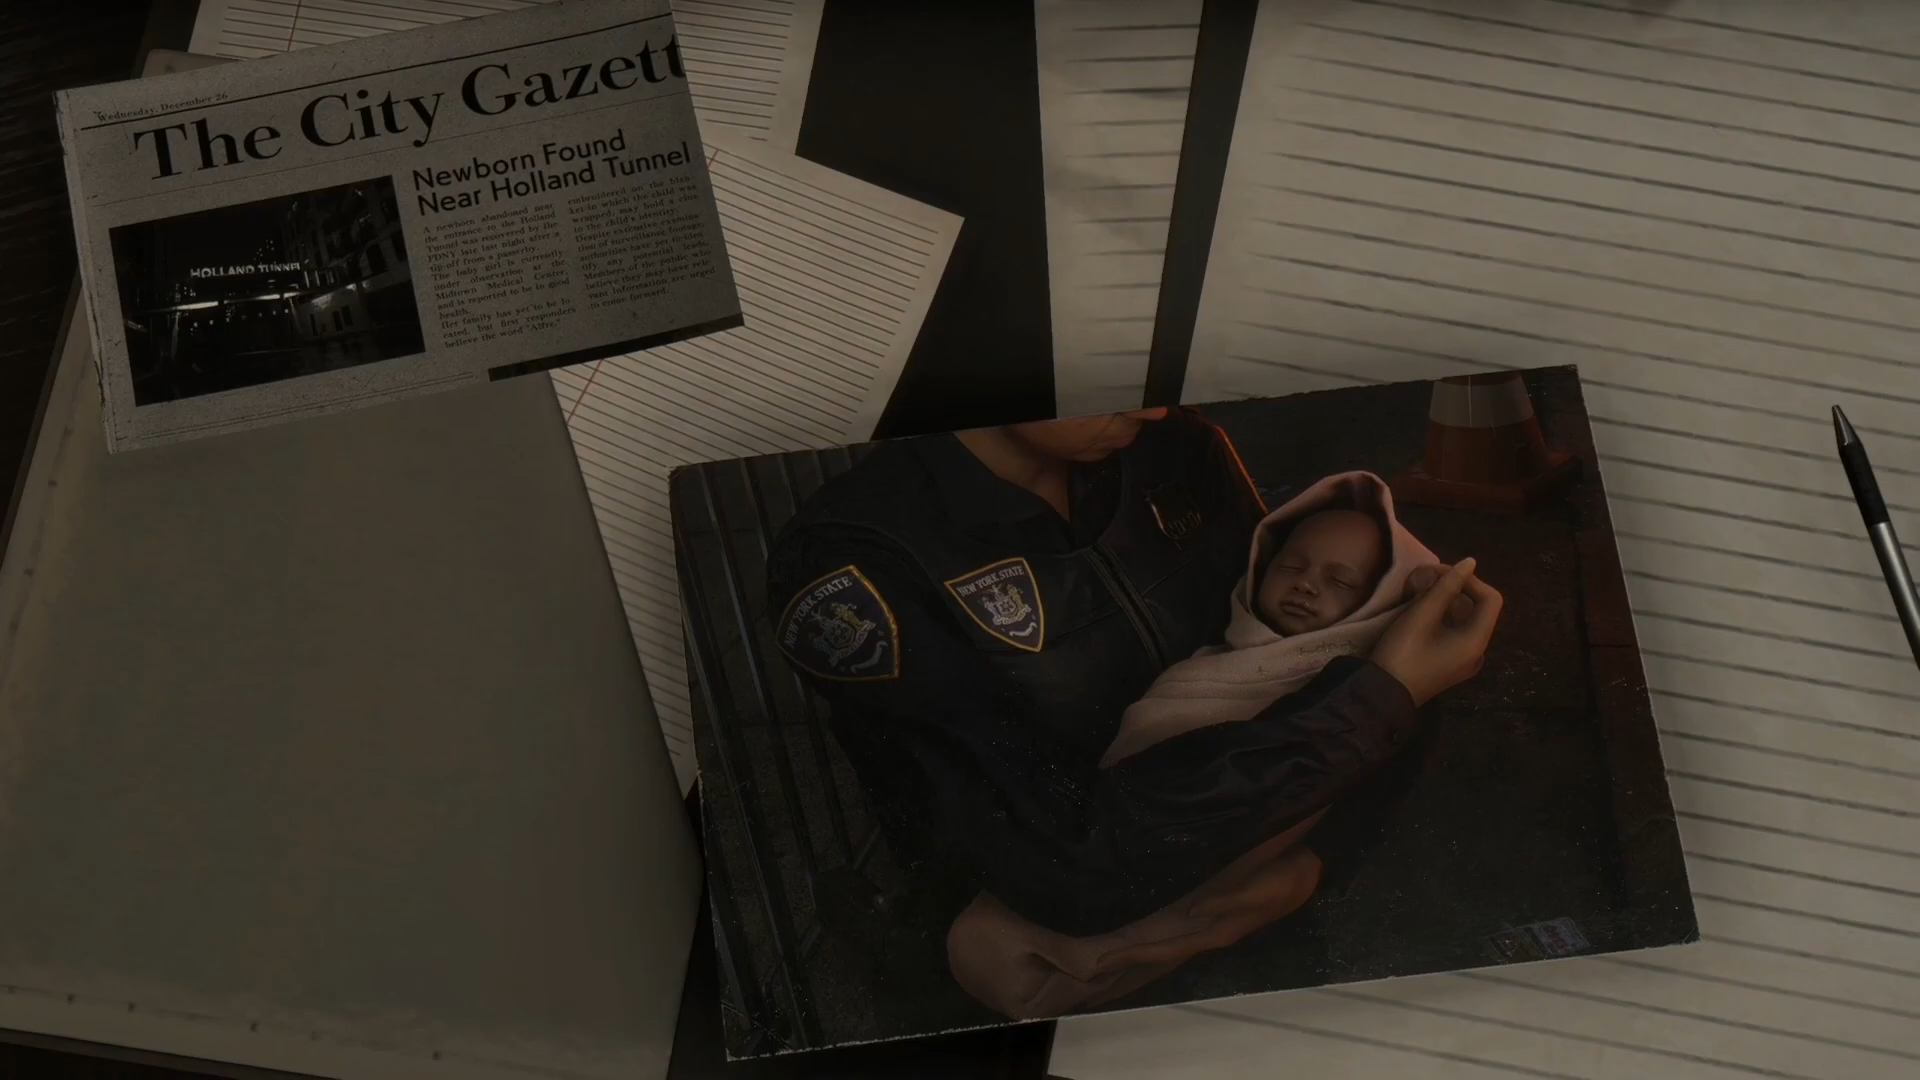 Wednesday, December 26
The City Gazett
Newborn Found
Near Holland Tunnel
A newborn abandoned near
the entrance to the Holland
Tunnel was recovered by the
FDNY late last night after a
tip-off from a passerby.
The baby girl is currently
under observation at the
Midtown Medical Center,
and is reported to be in good
health.
Her family has yet to be lo-
cated, but first responders
believe the word "Alfre,"
embroidered on the blan-
ket in which the child was
wrapped, may hold a clue
to the child's identity.
Despite extensive examina-
tion of surveillance footage,
authorities have yet to iden-
tify any potential leads.
Members of the public who
believe they may have rele-
vant information are urged
to come forward.
HOLLAND TUNNEL
NEW YORK STATE
NEW YORK STATE